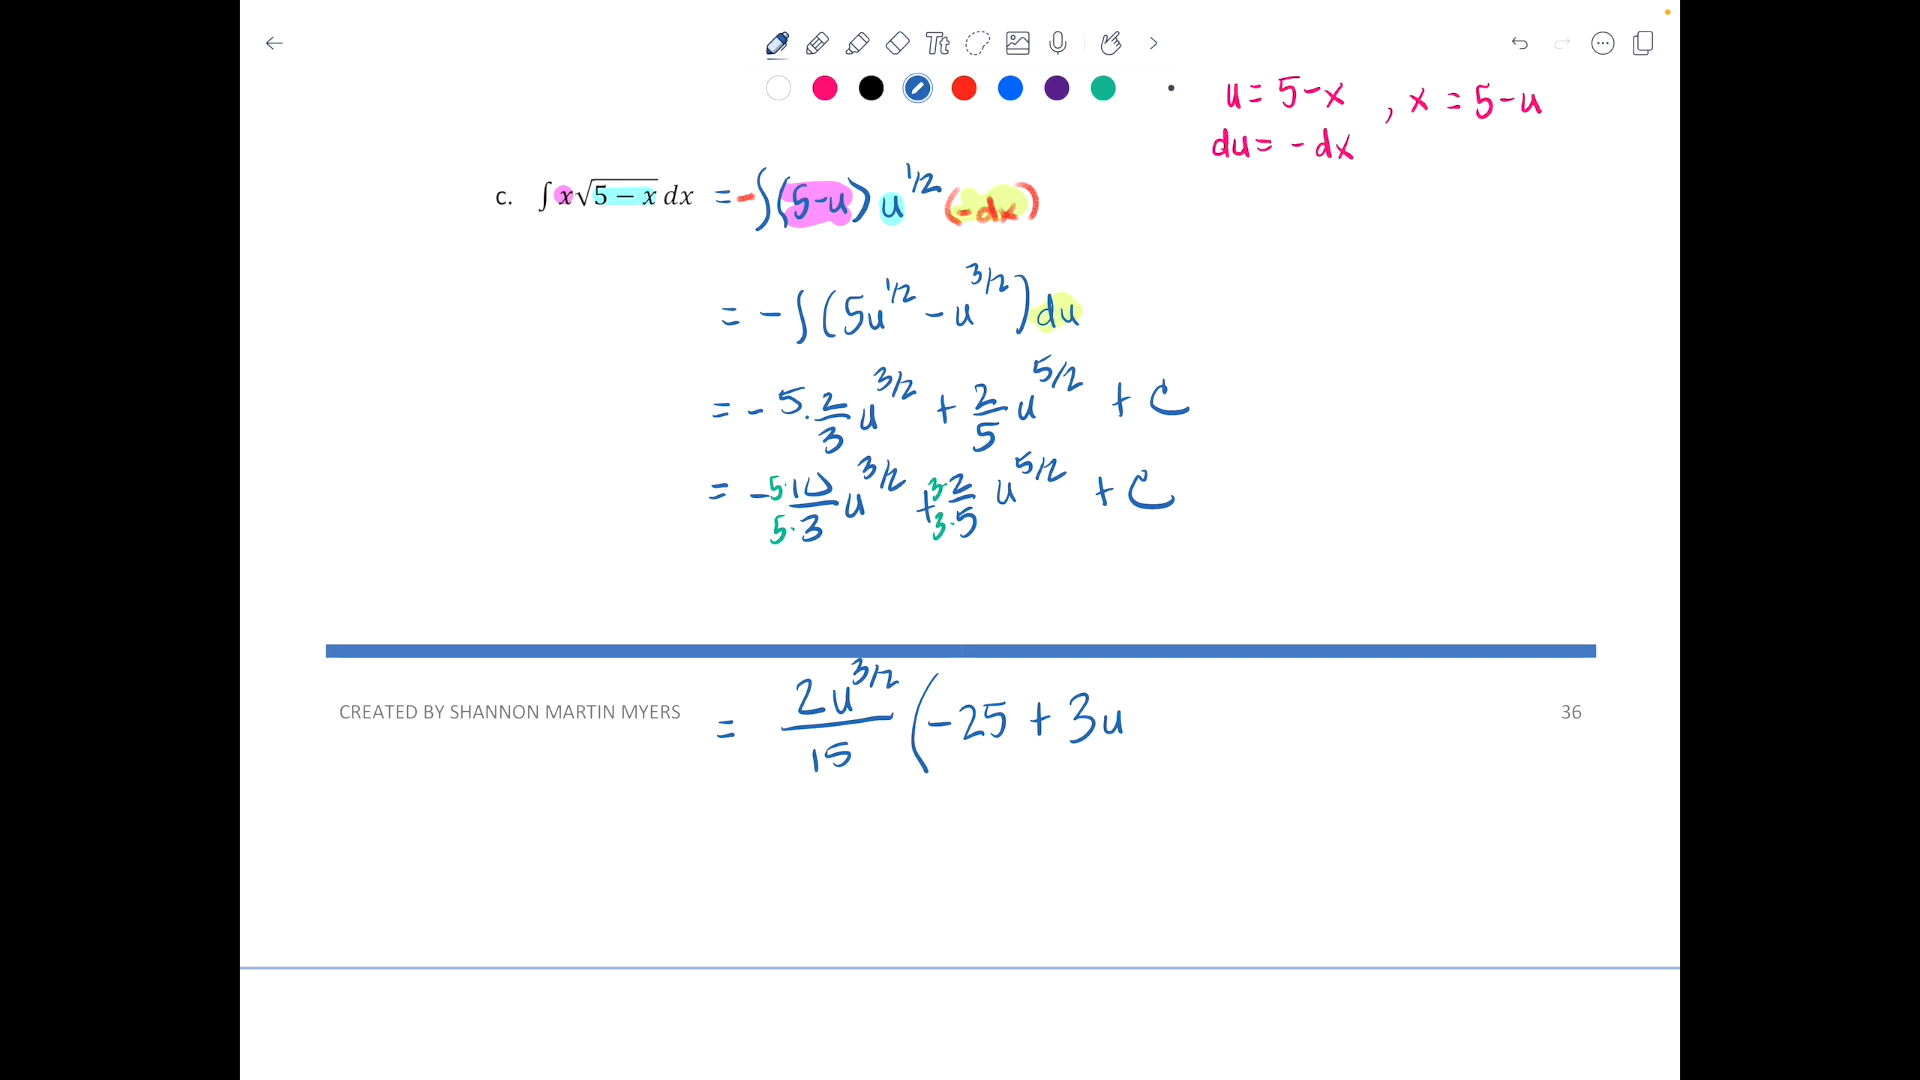 Tt
u = 5-x , x = 5-u
du = - dx
c. ∫ x√5 − x dx = -∫(5-u) u^1/2 (-dx)
= -∫(5u^1/2 - u^3/2) du
= - 5·2/3 u^3/2 + 2/5 u^5/2 + C
= - 5·10/5·3 u^3/2 + 3·2/3·5 u^5/2 + C
CREATED BY SHANNON MARTIN MYERS
= 2u^3/2/15 (-25 + 3u
36